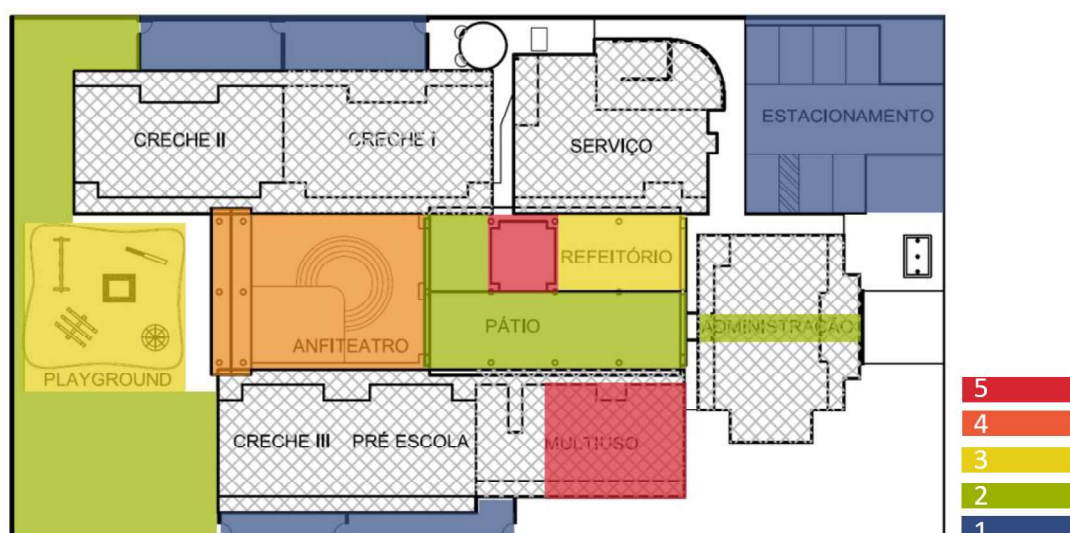 ESTACIONAMENTO
CRECHE II
CRECHE I
SERVIÇO
REFEITÓRIO
PÁTIO
ADMINISTRAÇÃO
ANFITEATRO
PLAYGROUND
CRECHE III
PRÉ ESCOLA
MULTIUSO
5
4
3
2
1